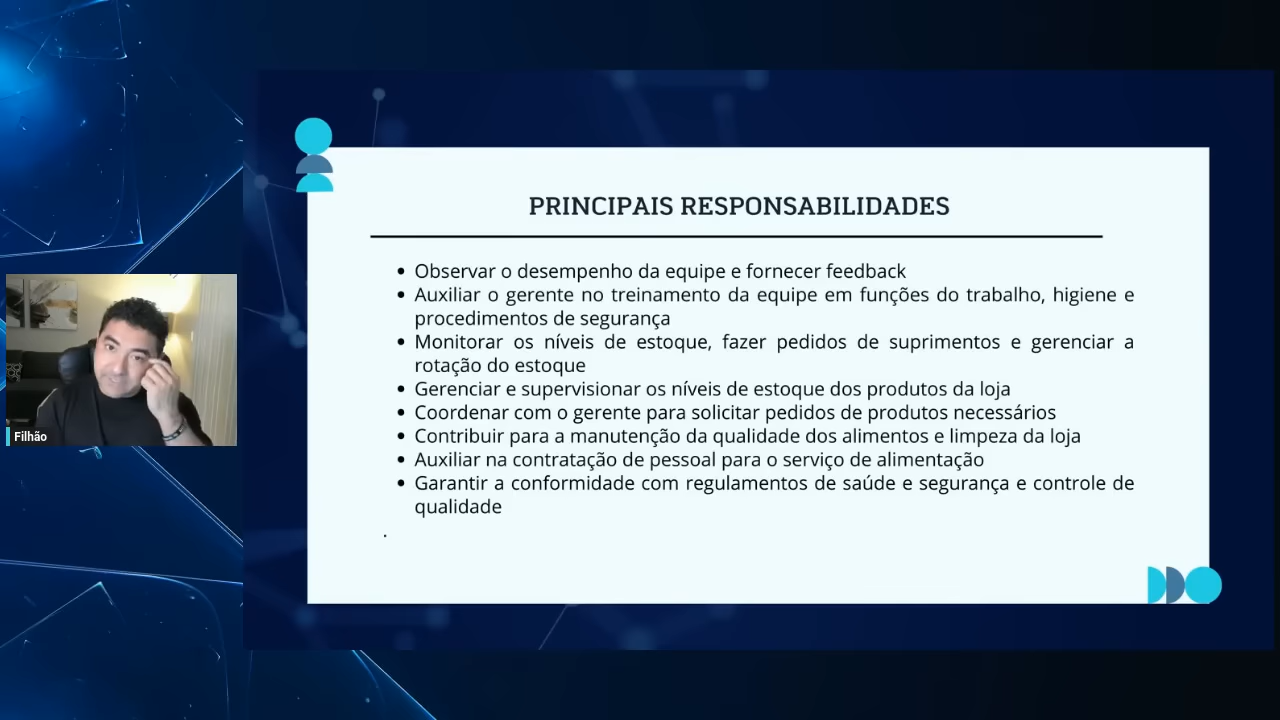 PRINCIPAIS RESPONSABILIDADES
• Observar o desempenho da equipe e fornecer feedback
• Auxiliar o gerente no treinamento da equipe em funções do trabalho, higiene e
procedimentos de segurança
• Monitorar os níveis de estoque, fazer pedidos de suprimentos e gerenciar a
rotação do estoque
• Gerenciar e supervisionar os níveis de estoque dos produtos da loja
• Coordenar com o gerente para solicitar pedidos de produtos necessários
• Contribuir para a manutenção da qualidade dos alimentos e limpeza da loja
• Auxiliar na contratação de pessoal para o serviço de alimentação
• Garantir a conformidade com regulamentos de saúde e segurança e controle de
qualidade
.
Filhão